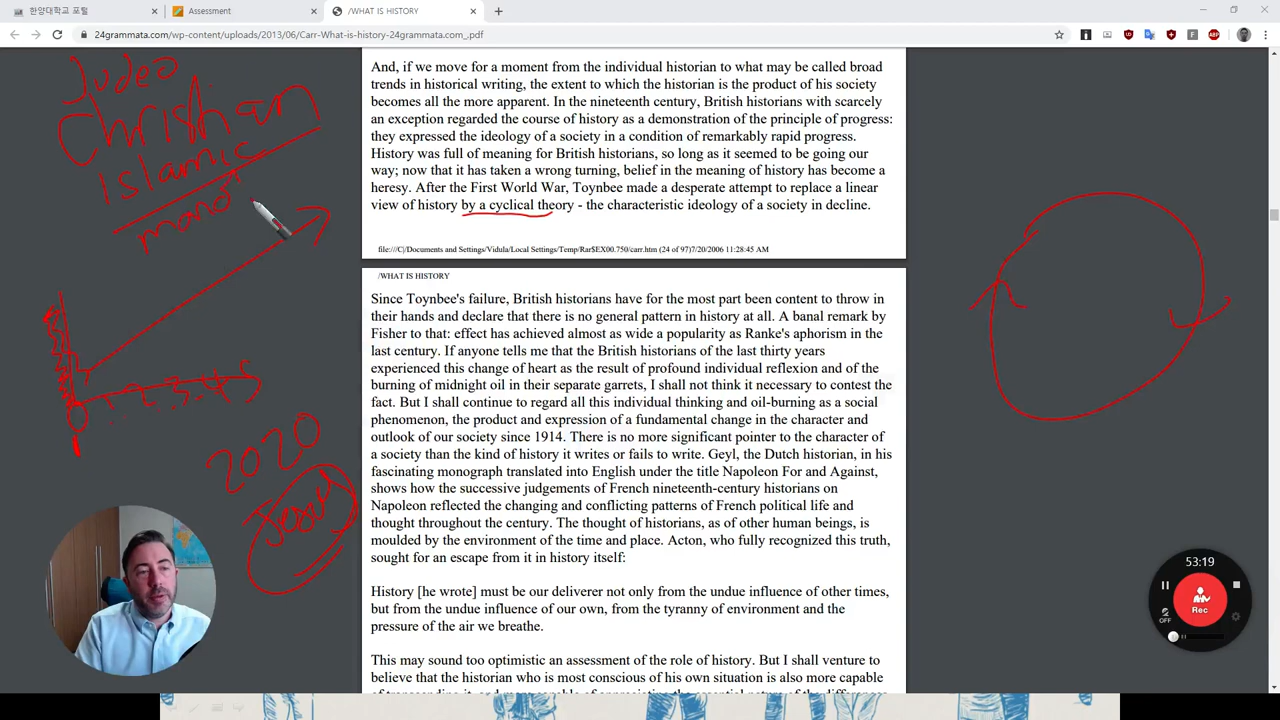 한양대학교 포털
Assessment
/WHAT IS HISTORY
24grammata.com/wp-content/uploads/2013/06/Carr-What-is-history-24grammata.com_.pdf
Judeo
Christian
Islamic
And, if we move for a moment from the individual historian to what may be called broad
trends in historical writing, the extent to which the historian is the product of his society
becomes all the more apparent. In the nineteenth century, British historians with scarcely
an exception regarded the course of history as a demonstration of the principle of progress:
they expressed the ideology of a society in a condition of remarkably rapid progress.
History was full of meaning for British historians, so long as it seemed to be going our
way; now that it has taken a wrong turning, belief in the meaning of history has become a
heresy. After the First World War, Toynbee made a desperate attempt to replace a linear
view of history by a cyclical theory - the characteristic ideology of a society in decline.
file:///C|/Documents and Settings/Vidula/Local Settings/Temp/Rar$EX00.750/carr.htm (24 of 97)7/20/2006 11:28:45 AM
/WHAT IS HISTORY
Since Toynbee's failure, British historians have for the most part been content to throw in
their hands and declare that there is no general pattern in history at all. A banal remark by
Fisher to that: effect has achieved almost as wide a popularity as Ranke's aphorism in the
last century. If anyone tells me that the British historians of the last thirty years
experienced this change of heart as the result of profound individual reflexion and of the
burning of midnight oil in their separate garrets, I shall not think it necessary to contest the
fact. But I shall continue to regard all this individual thinking and oil-burning as a social
phenomenon, the product and expression of a fundamental change in the character and
outlook of our society since 1914. There is no more significant pointer to the character of
a society than the kind of history it writes or fails to write. Geyl, the Dutch historian, in his
fascinating monograph translated into English under the title Napoleon For and Against,
shows how the successive judgements of French nineteenth-century historians on
Napoleon reflected the changing and conflicting patterns of French political life and
thought throughout the century. The thought of historians, as of other human beings, is
moulded by the environment of the time and place. Acton, who fully recognized this truth,
sought for an escape from it in history itself:
History [he wrote] must be our deliverer not only from the undue influence of other times,
but from the undue influence of our own, from the tyranny of environment and the
pressure of the air we breathe.
This may sound too optimistic an assessment of the role of history. But I shall venture to
believe that the historian who is most conscious of his own situation is also more capable
2020
Jesus
53:19
Rec
OFF